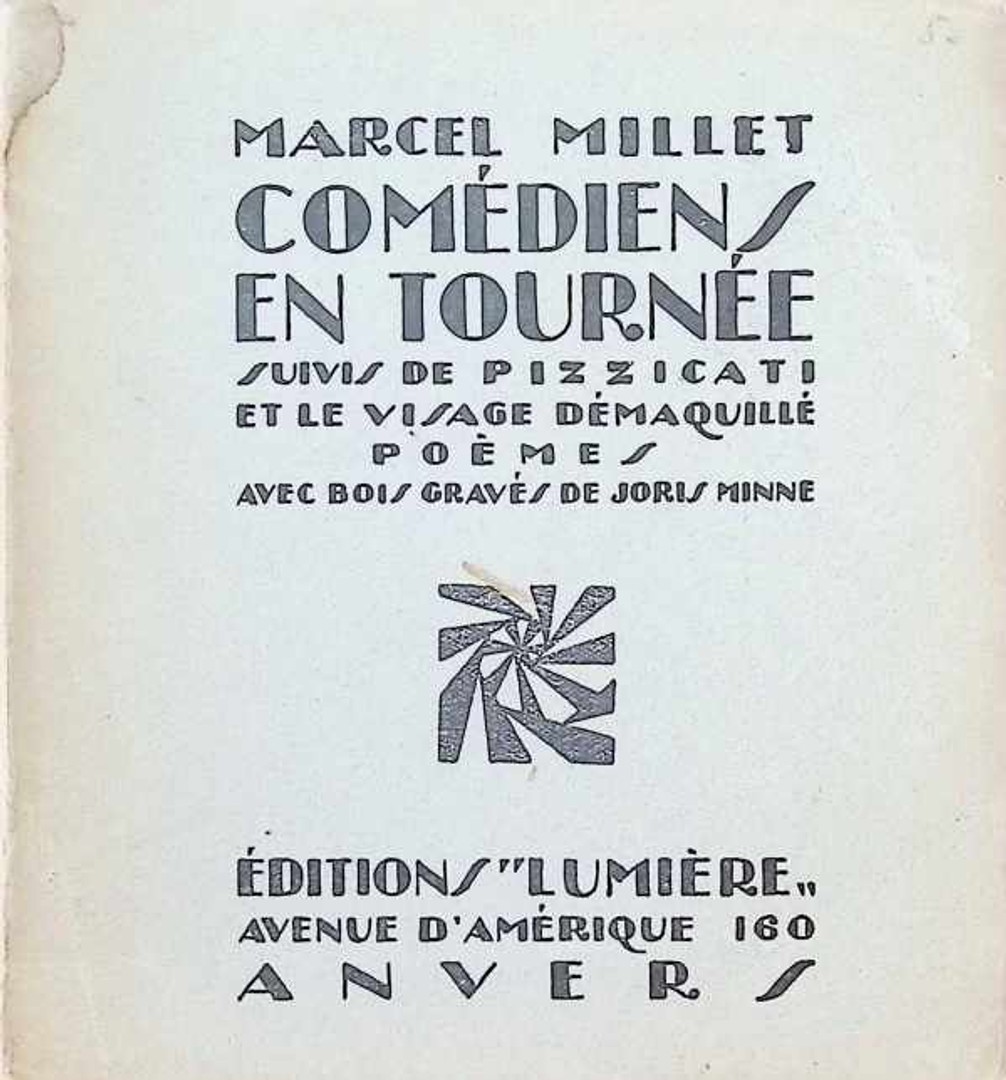 MARCEL MILLET
COMÉDIENS
EN TOURNÉE
SUIVIS DE PIZZICATI
ET LE VISAGE DÉMAQUILLÉ
POÈMES
AVEC BOIS GRAVÉS DE JORIS MINNE
ÉDITIONS "LUMIÈRE„
AVENUE D'AMÉRIQUE 160
ANVERS